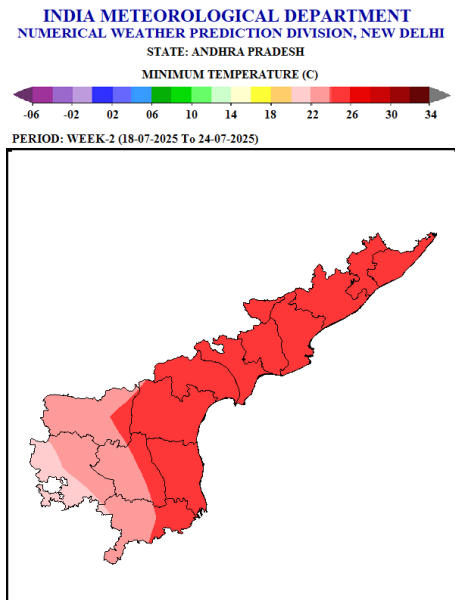 INDIA METEOROLOGICAL DEPARTMENT
NUMERICAL WEATHER PREDICTION DIVISION, NEW DELHI
STATE: ANDHRA PRADESH
MINIMUM TEMPERATURE (C)
-06 -02 02 06 10 14 18 22 26 30 34
PERIOD: WEEK-2 (18-07-2025 To 24-07-2025)